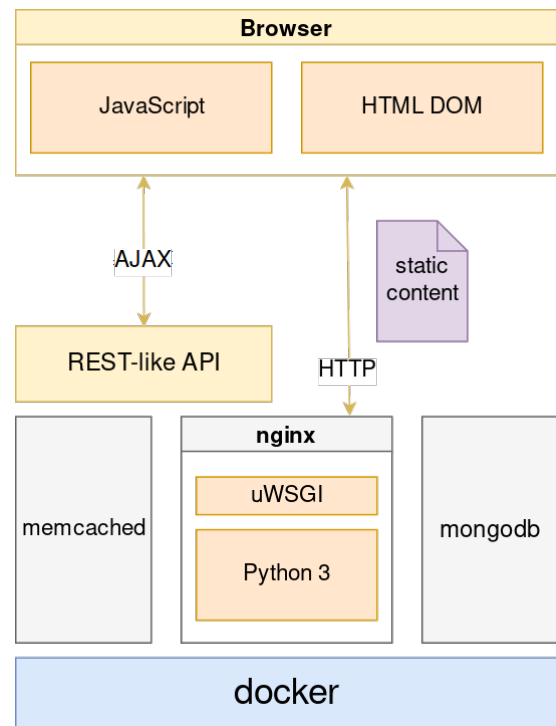 Browser
JavaScript
HTML DOM
AJAX
static
content
REST-like API
HTTP
memcached
nginx
uWSGI
Python 3
mongodb
docker